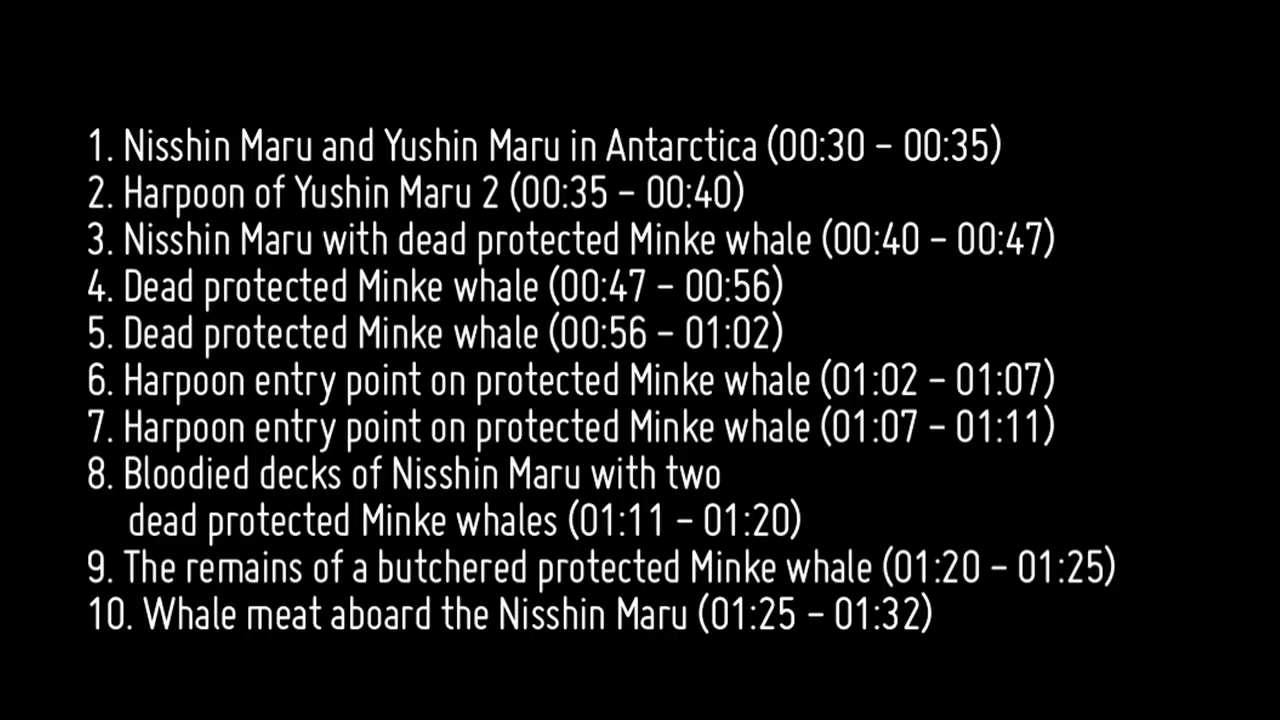 1. Nisshin Maru and Yushin Maru in Antarctica (00:30 – 00:35)
2. Harpoon of Yushin Maru 2 (00:35 – 00:40)
3. Nisshin Maru with dead protected Minke whale (00:40 – 00:47)
4. Dead protected Minke whale (00:47 – 00:56)
5. Dead protected Minke whale (00:56 – 01:02)
6. Harpoon entry point on protected Minke whale (01:02 – 01:07)
7. Harpoon entry point on protected Minke whale (01:07 – 01:11)
8. Bloodied decks of Nisshin Maru with two
dead protected Minke whales (01:11 – 01:20)
9. The remains of a butchered protected Minke whale (01:20 – 01:25)
10. Whale meat aboard the Nisshin Maru (01:25 – 01:32)